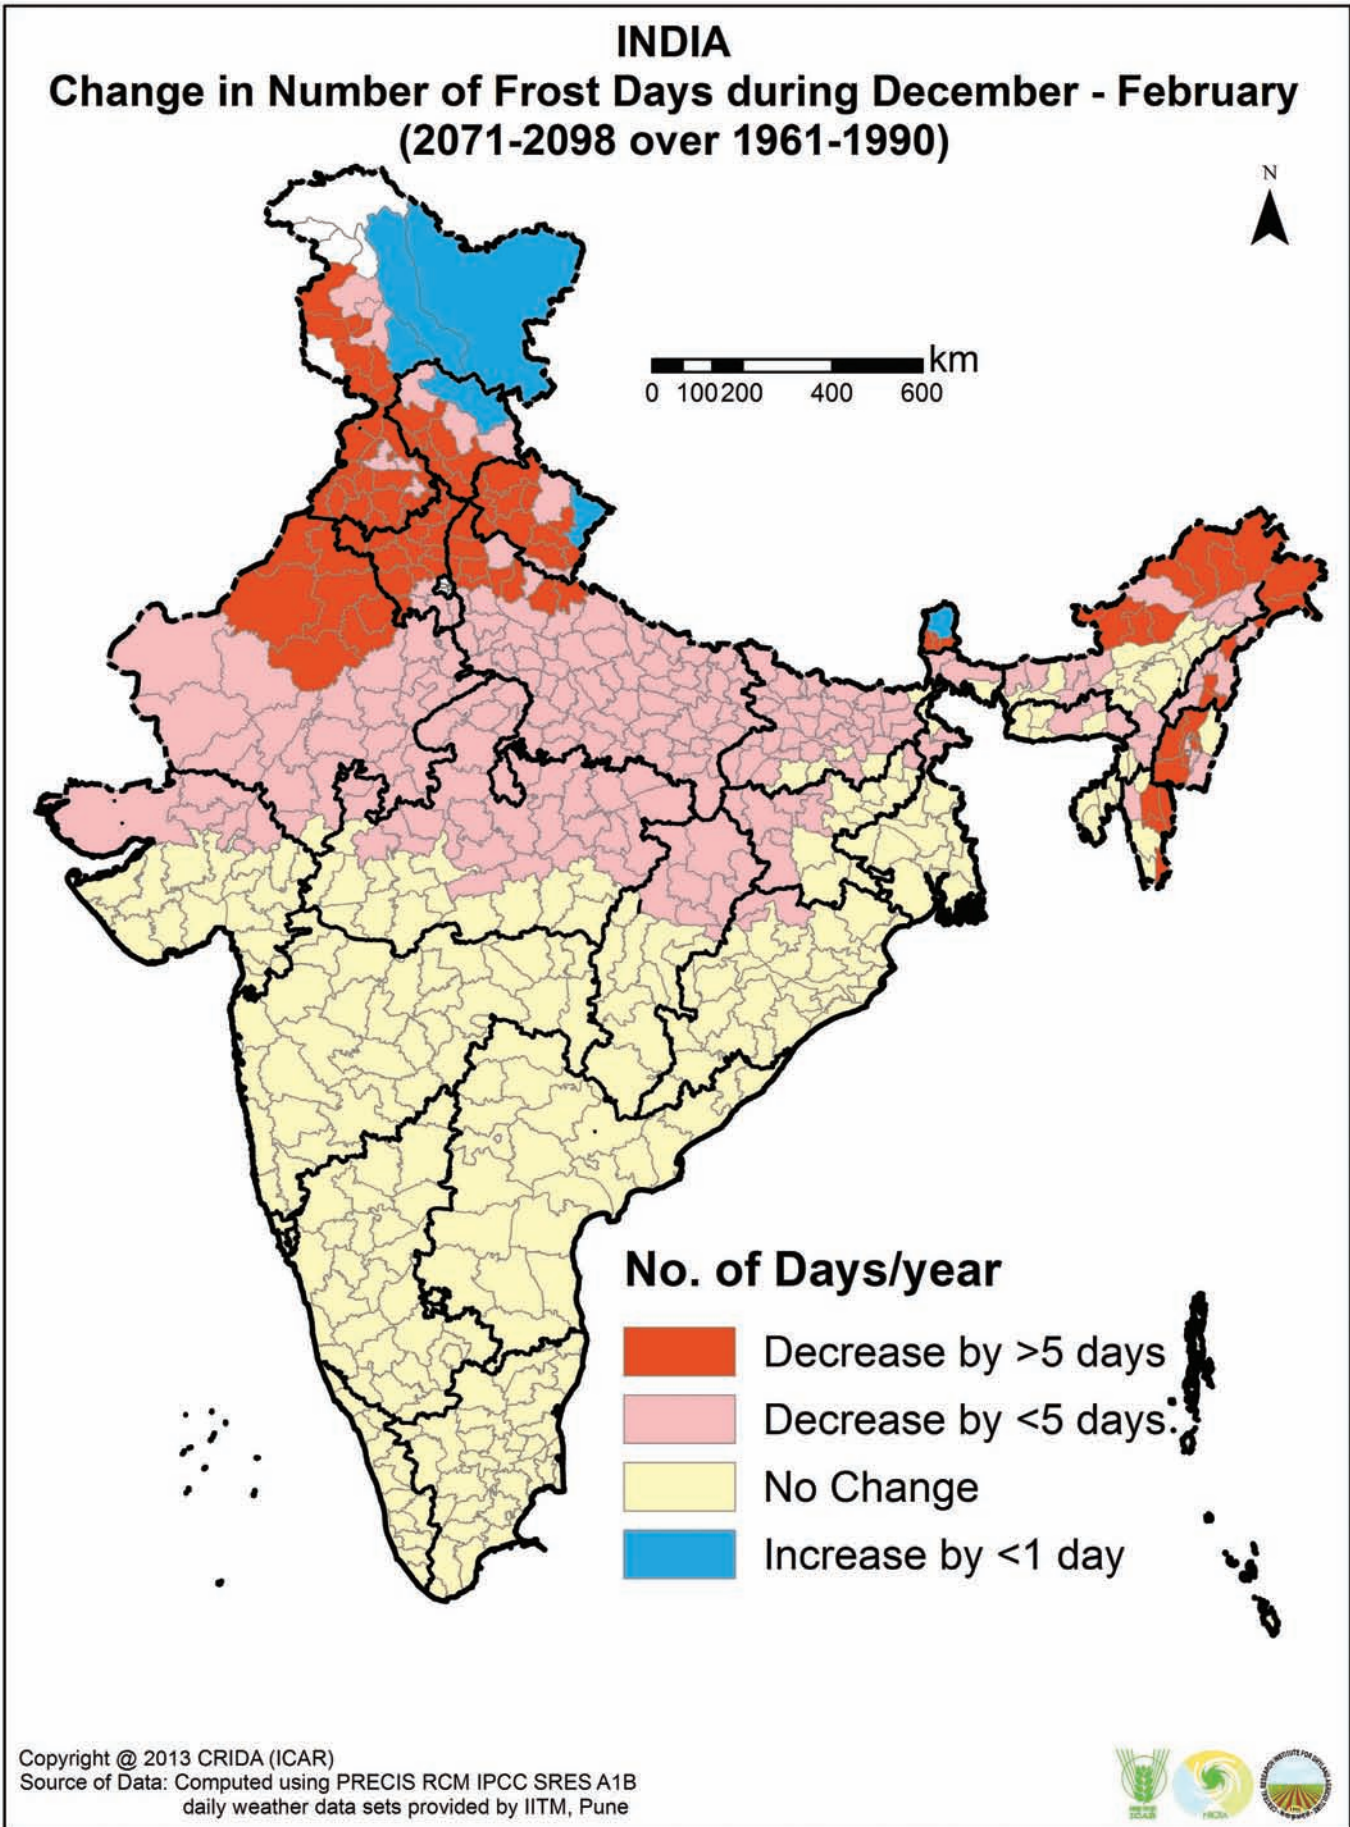 INDIA
Change in Number of Frost Days during December - February
(2071-2098 over 1961-1990)
N
km
0 100 200 400 600
No. of Days/year
Decrease by >5 days
Decrease by <5 days.
No Change
Increase by <1 day
Copyright @ 2013 CRIDA (ICAR)
Source of Data: Computed using PRECIS RCM IPCC SRES A1B
daily weather data sets provided by IITM, Pune